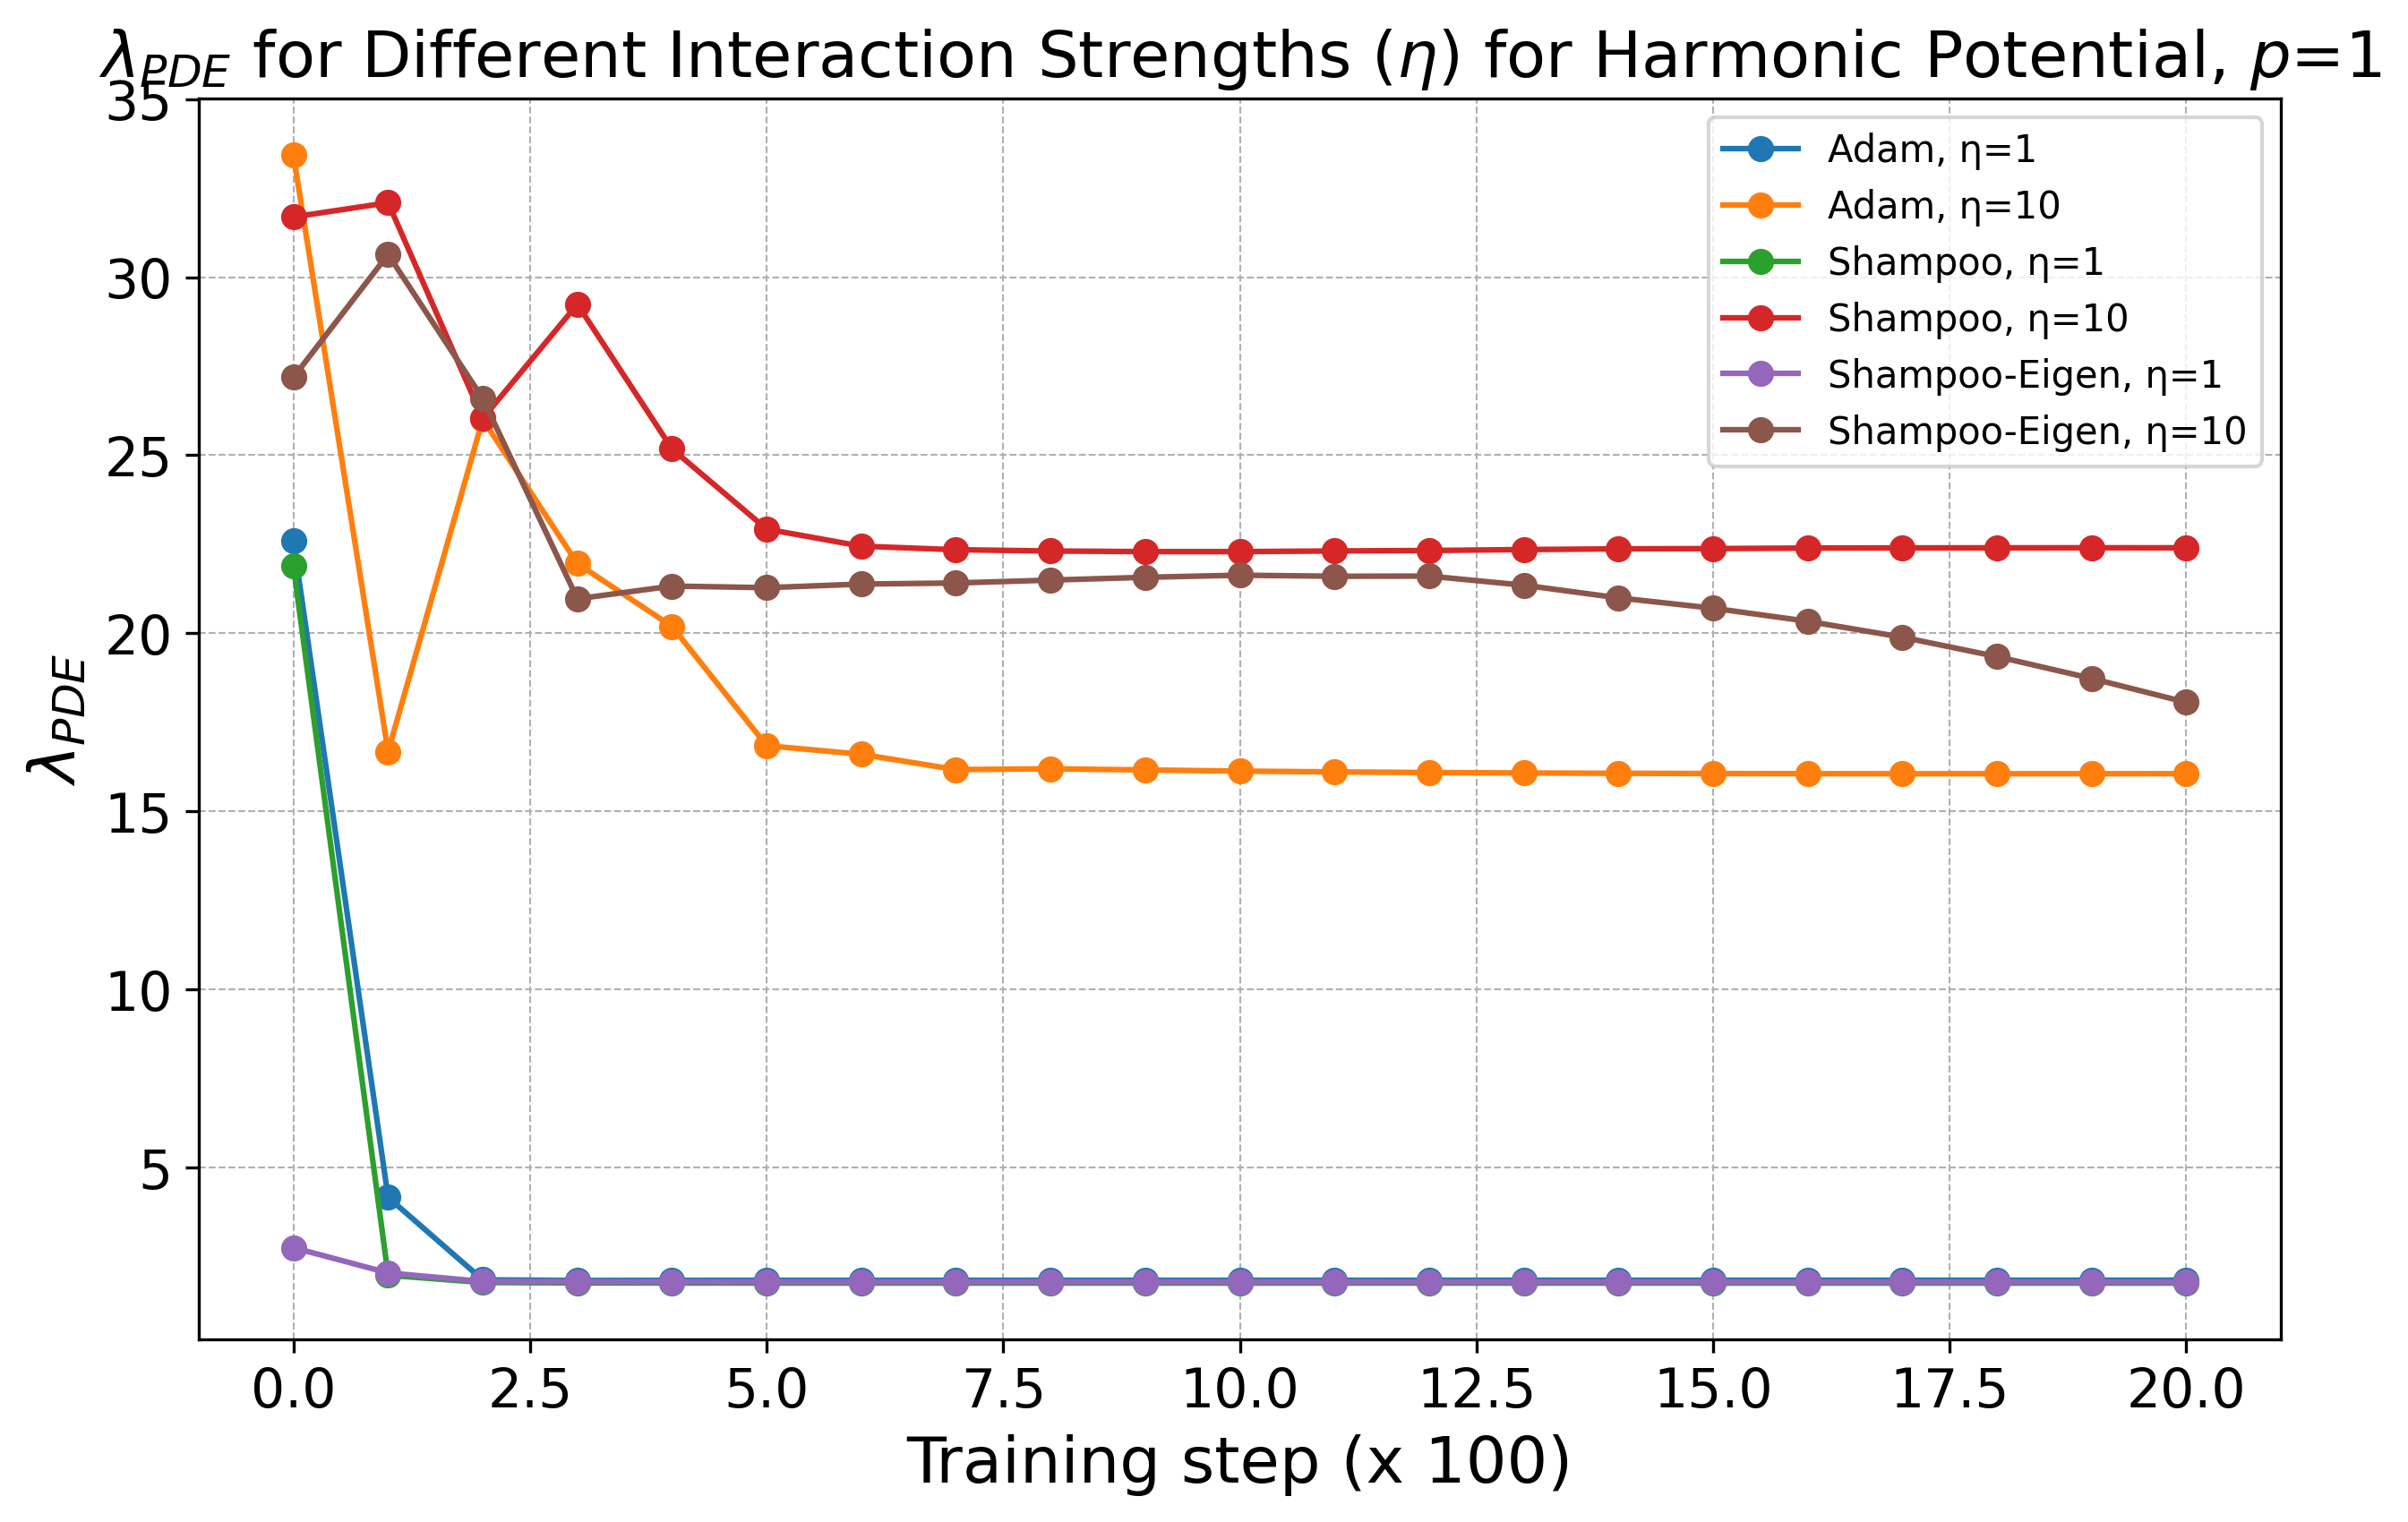 λPDE for Different Interaction Strengths (η) for Harmonic Potential, p=1
35
30
25
20
15
10
5
λPDE
Adam, η=1
Adam, η=10
Shampoo, η=1
Shampoo, η=10
Shampoo-Eigen, η=1
Shampoo-Eigen, η=10
0.0 2.5 5.0 7.5 10.0 12.5 15.0 17.5 20.0
Training step (x 100)